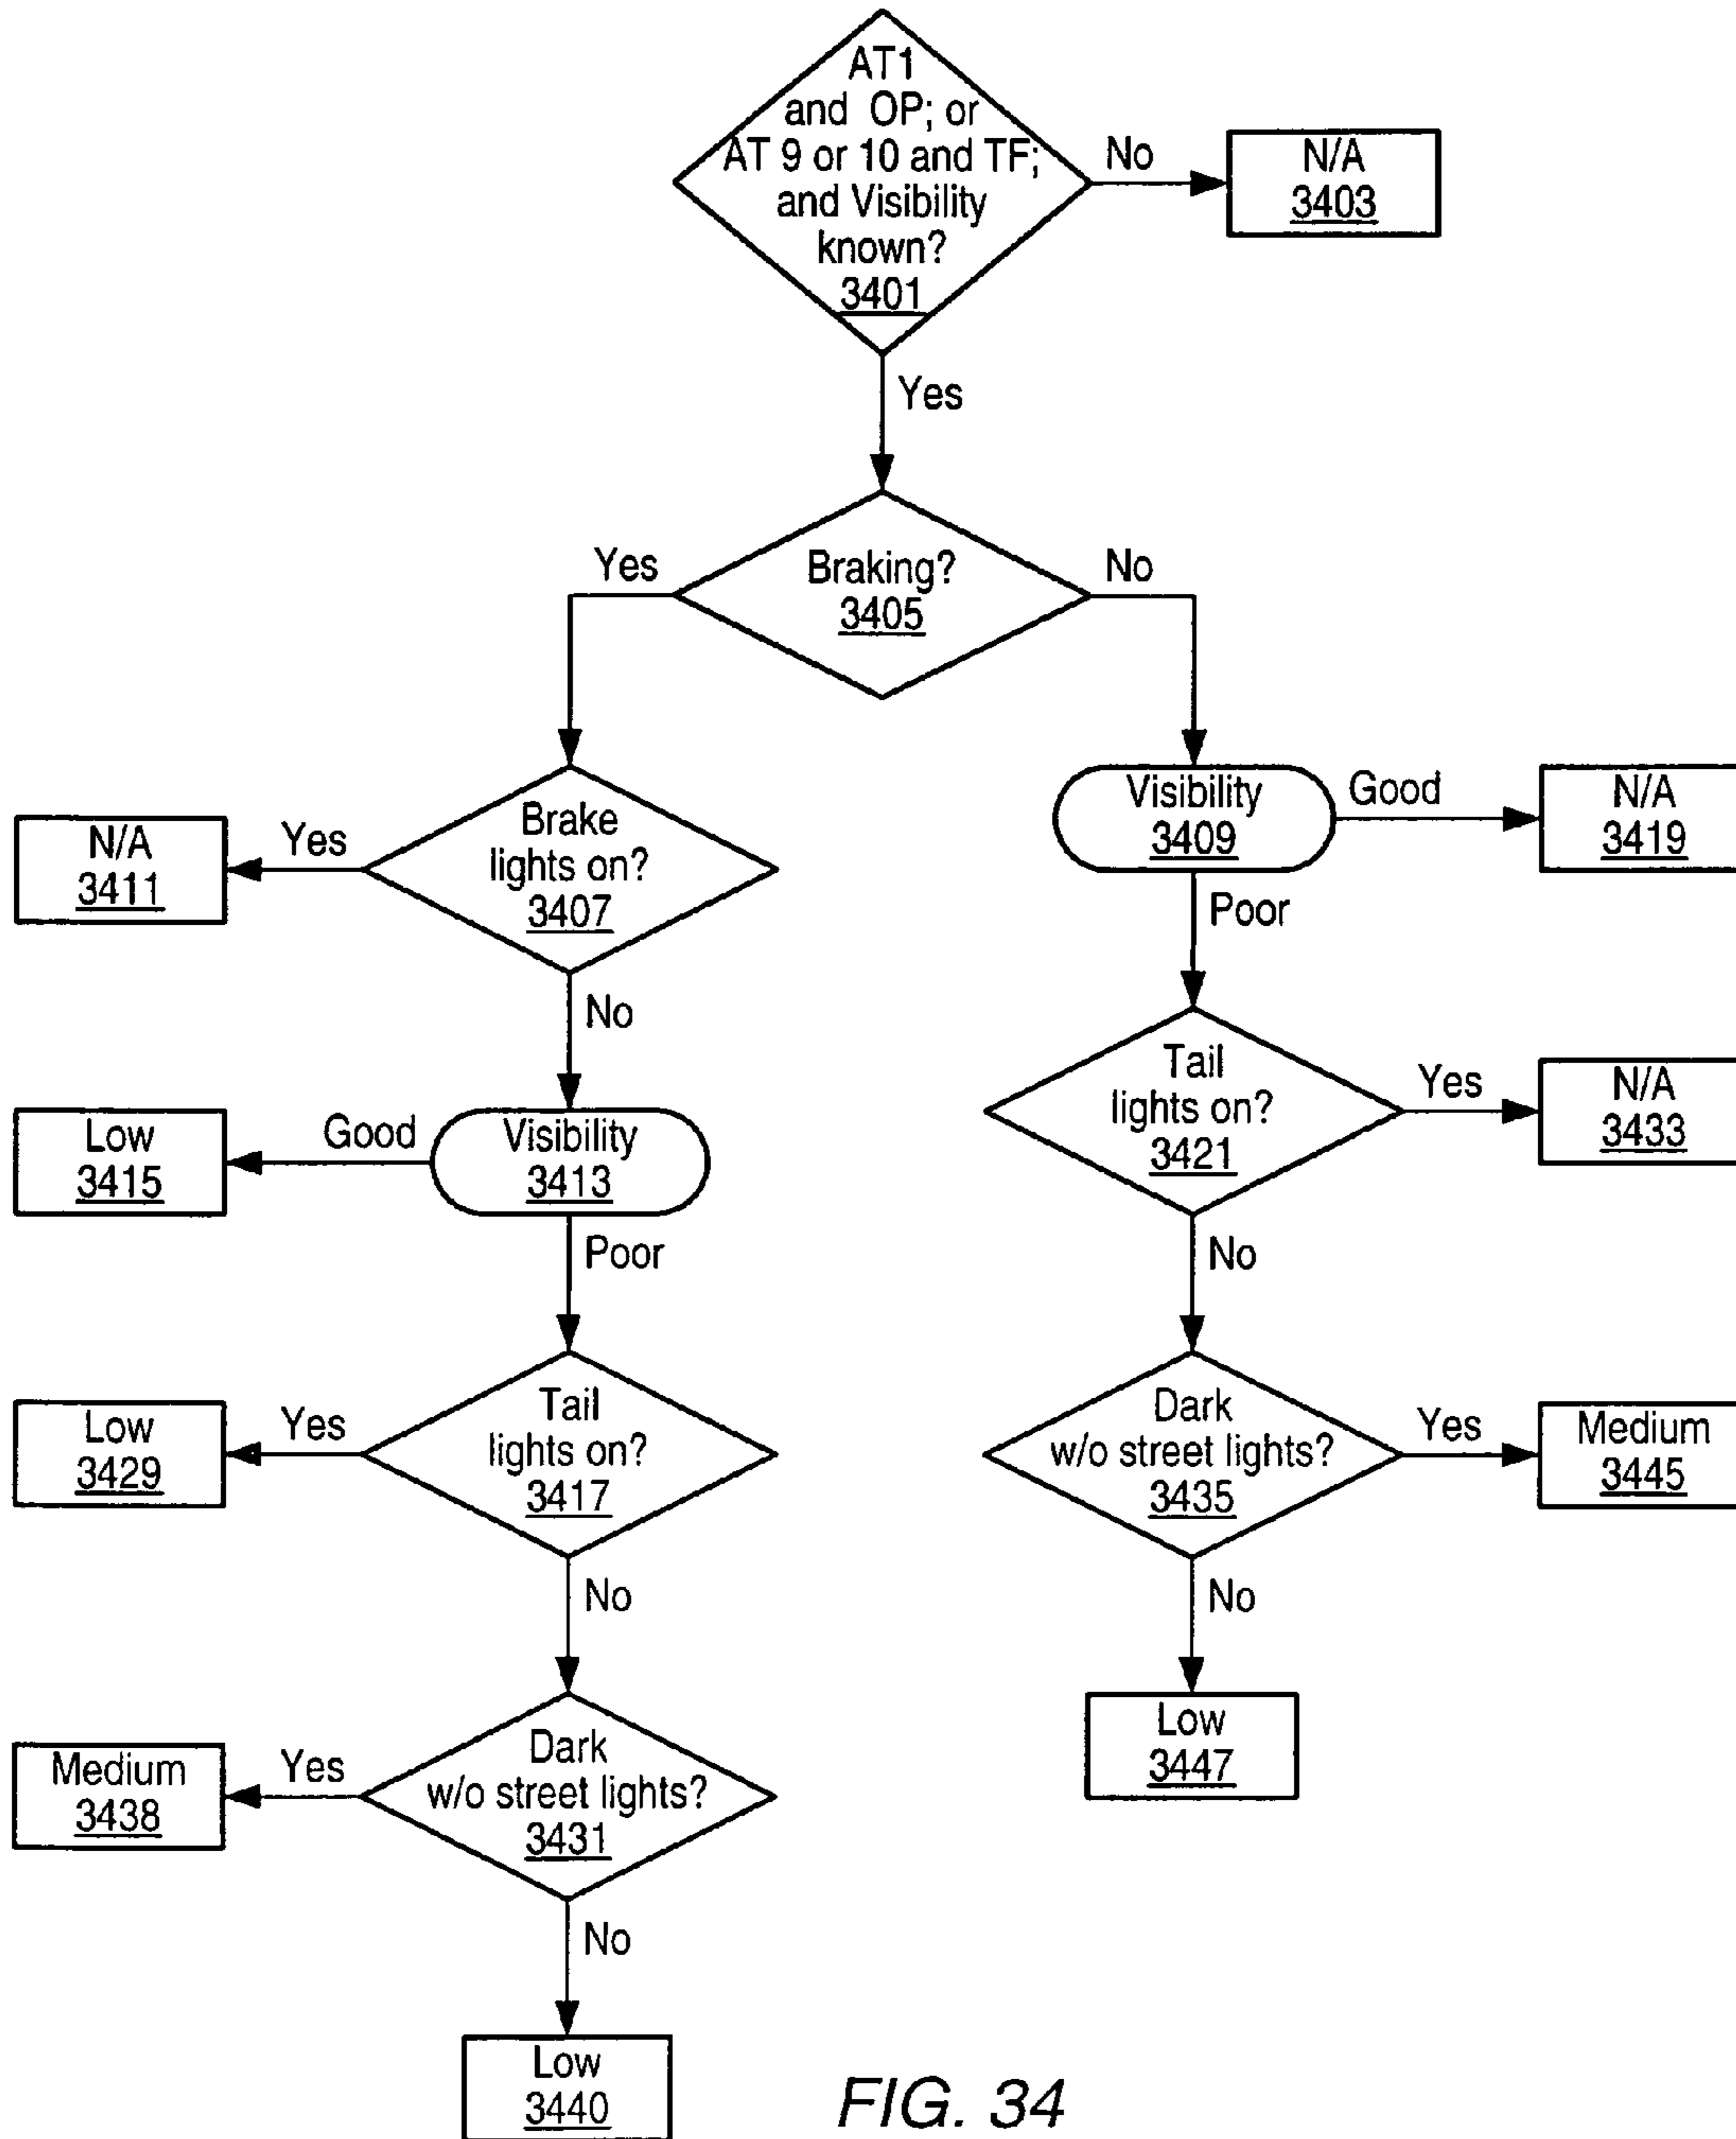 AT1
and OP; or
AT 9 or 10 and TF;
and Visibility
known?
3401
No
N/A
3403
Yes
Braking?
3405
Yes
No
Brake
lights on?
3407
Yes
N/A
3411
No
Visibility
3409
Good
N/A
3419
Poor
Visibility
3413
Good
Low
3415
Poor
Tail
lights on?
3421
Yes
N/A
3433
No
Tail
lights on?
3417
Yes
Low
3429
No
Dark
w/o street lights?
3435
Yes
Medium
3445
No
Low
3447
Dark
w/o street lights?
3431
Yes
Medium
3438
No
Low
3440
FIG. 34